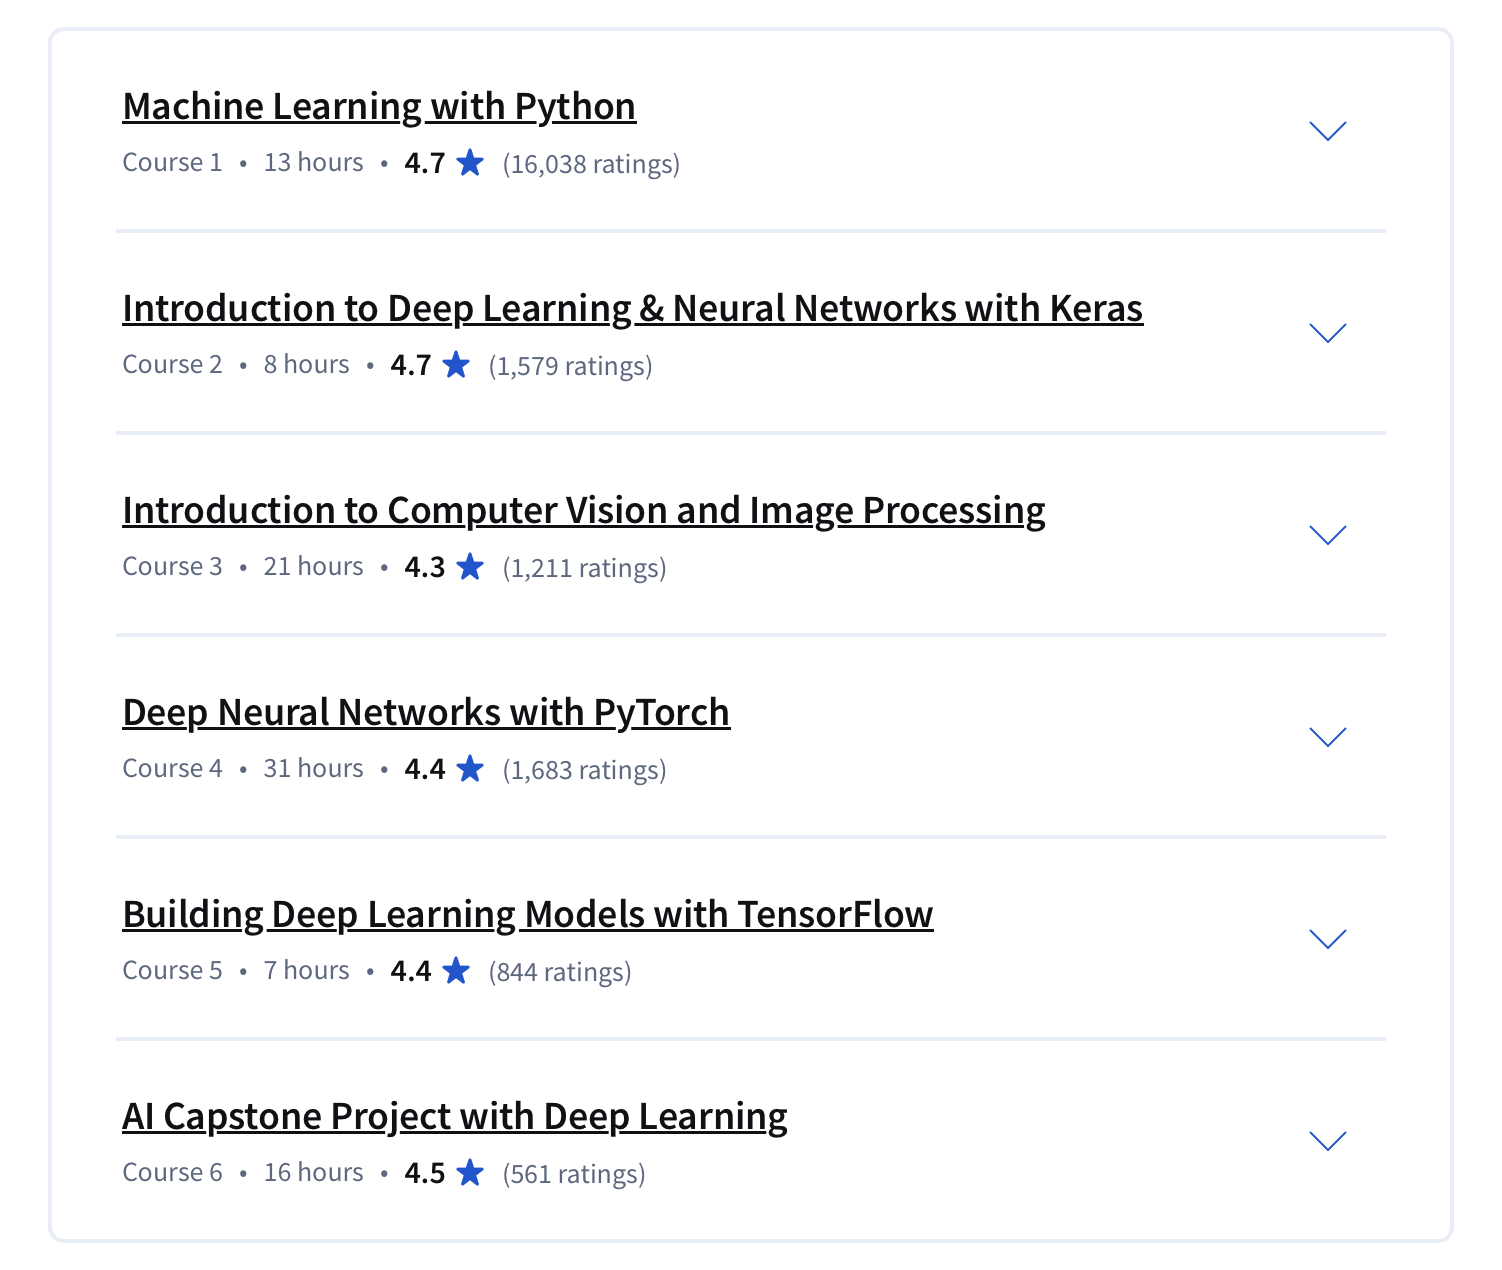 Machine Learning with Python
Course 1 • 13 hours • 4.7 ★ (16,038 ratings)
Introduction to Deep Learning & Neural Networks with Keras
Course 2 • 8 hours • 4.7 ★ (1,579 ratings)
Introduction to Computer Vision and Image Processing
Course 3 • 21 hours • 4.3 ★ (1,211 ratings)
Deep Neural Networks with PyTorch
Course 4 • 31 hours • 4.4 ★ (1,683 ratings)
Building Deep Learning Models with TensorFlow
Course 5 • 7 hours • 4.4 ★ (844 ratings)
AI Capstone Project with Deep Learning
Course 6 • 16 hours • 4.5 ★ (561 ratings)